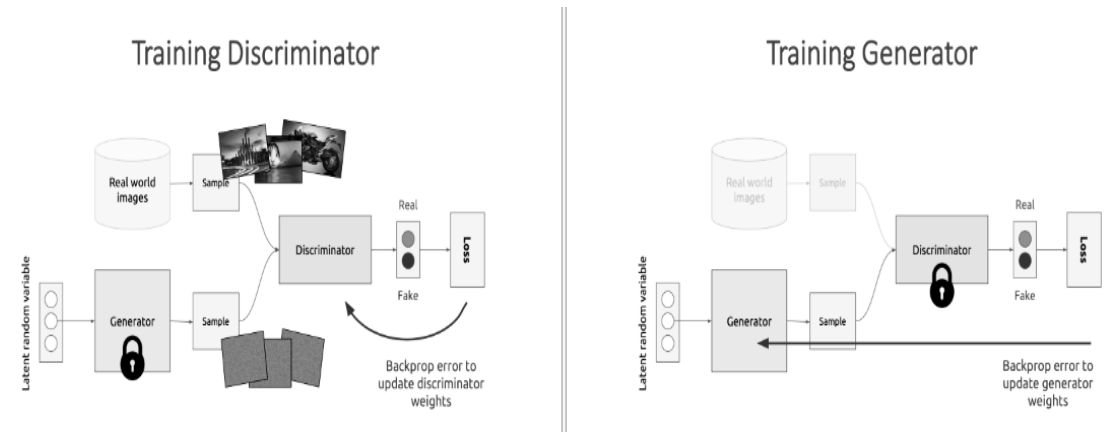 Training Discriminator
Real world
images
Sample
Discriminator
Real
Fake
Loss
Latent random variable
Generator
Sample
Backprop error to
update discriminator
weights
Training Generator
Real world
images
Sample
Discriminator
Real
Fake
Loss
Latent random variable
Generator
Sample
Backprop error to
update generator
weights